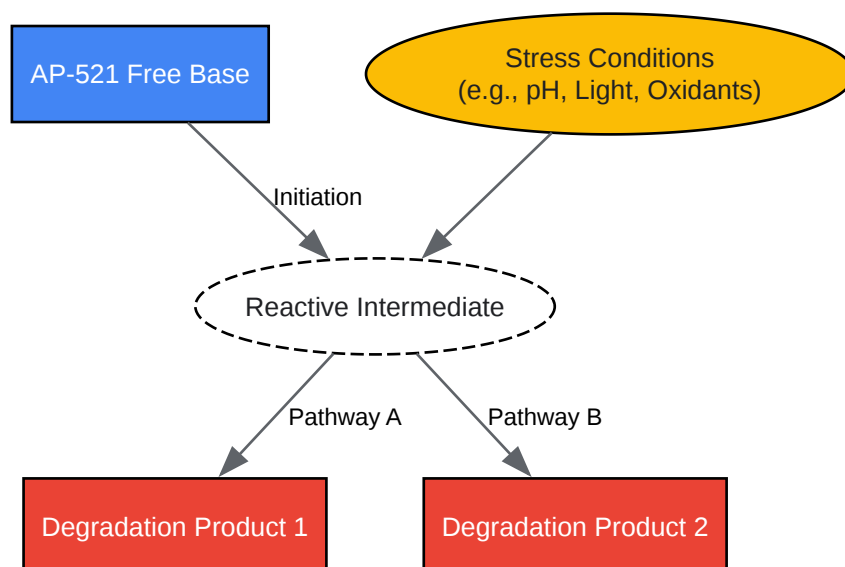 AP-521 Free Base
Stress Conditions
(e.g., pH, Light, Oxidants)
Initiation
Reactive Intermediate
Pathway A
Pathway B
Degradation Product 1
Degradation Product 2